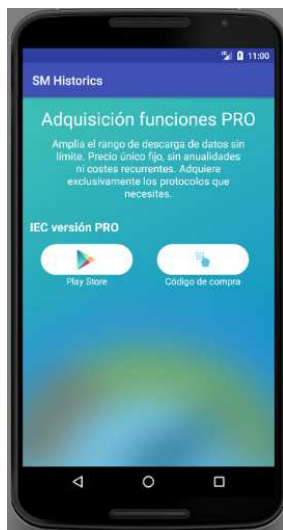 11:00
SM Historics
Adquisición funciones PRO
Amplia el rango de descarga de datos sin
límite. Precio único fijo, sin anualidades
ni costes recurrentes. Adquiere
exclusivamente los protocolos que
necesites.
IEC versión PRO
Play Store
Código de compra